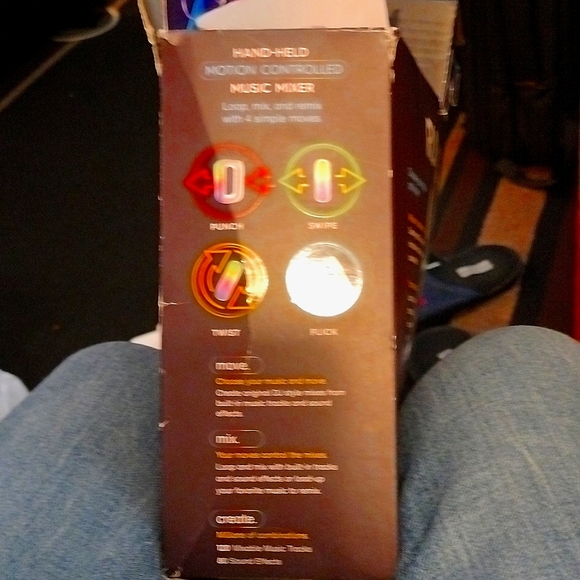 HAND-HELD
MOTION CONTROLLED
MUSIC MIXER
Loop, mix, and remix
with 4 simple moves.
PUNCH
SWIPE
TWIST
FLICK
move.
Choose your music and move.
Create original DJ style mixes from
built-in music tracks and sound
effects.
mix.
Your moves control the mixes.
Loop and mix with built-in tracks
and sound effects or load-up
your favorite music to remix.
create.
Millions of combinations.
Mixable Music Tracks
Sound Effects